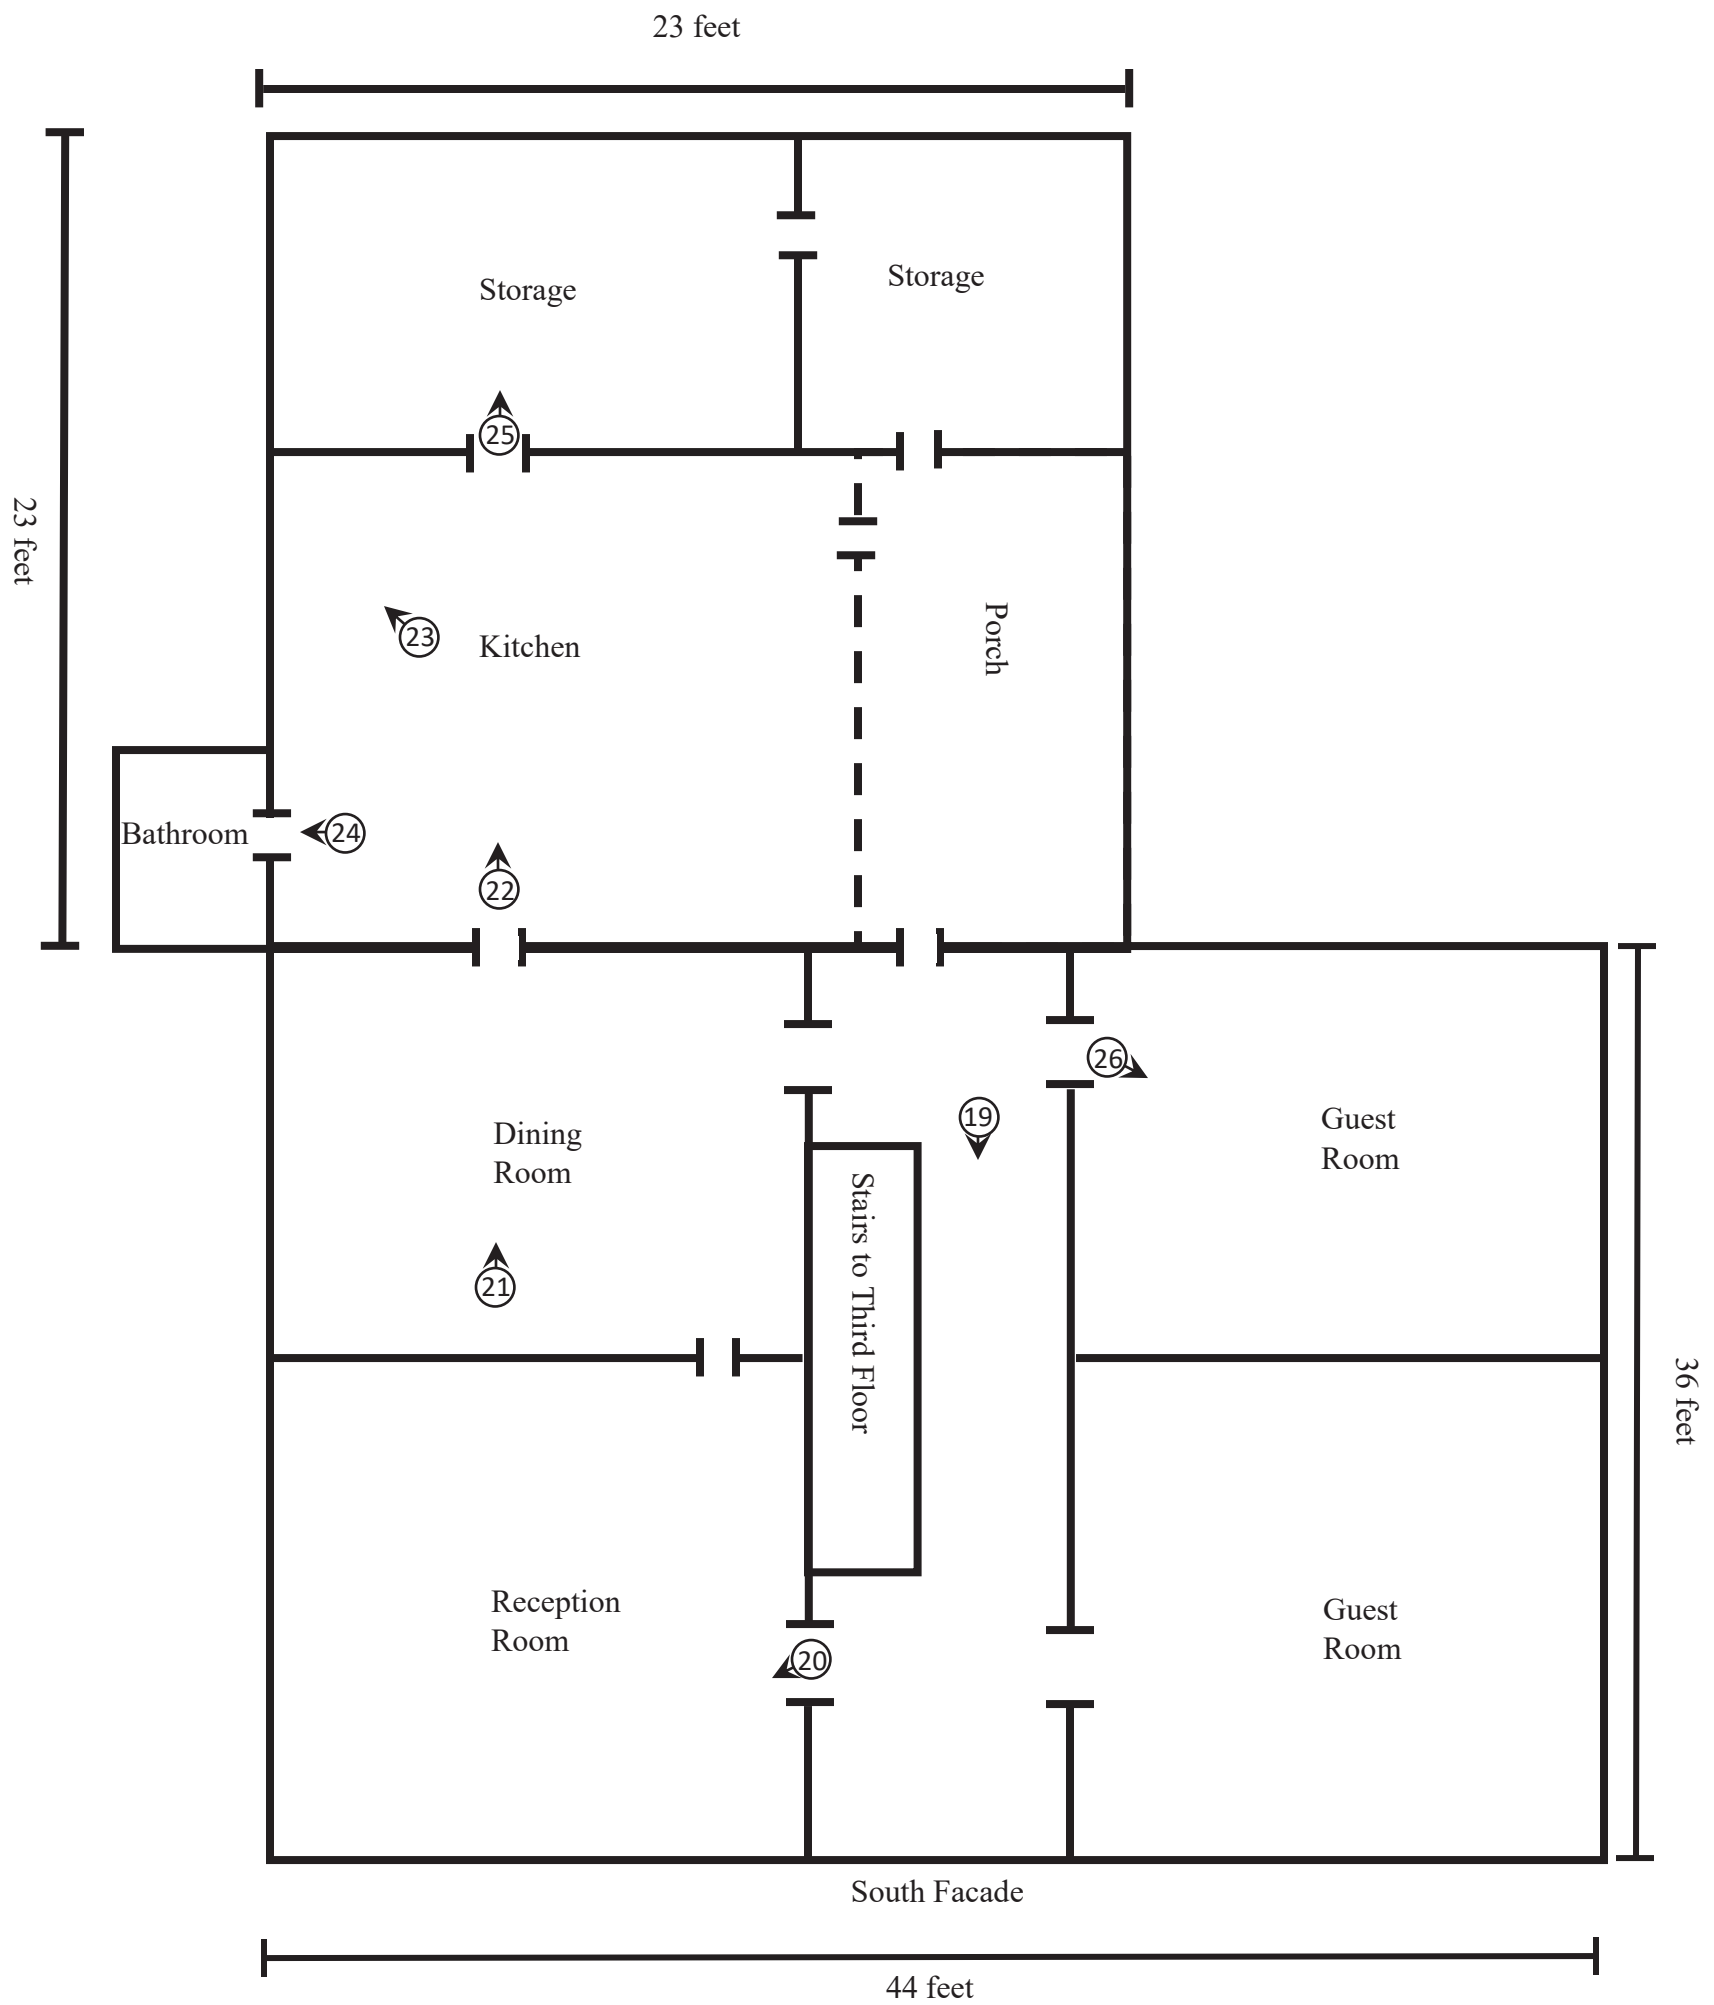 23 feet
Storage
Storage
25
23 feet
23
Kitchen
Porch
Bathroom
24
22
26
19
Guest
Room
Dining
Room
Stairs to Third Floor
21
36 feet
Reception
Room
Guest
Room
20
South Facade
44 feet